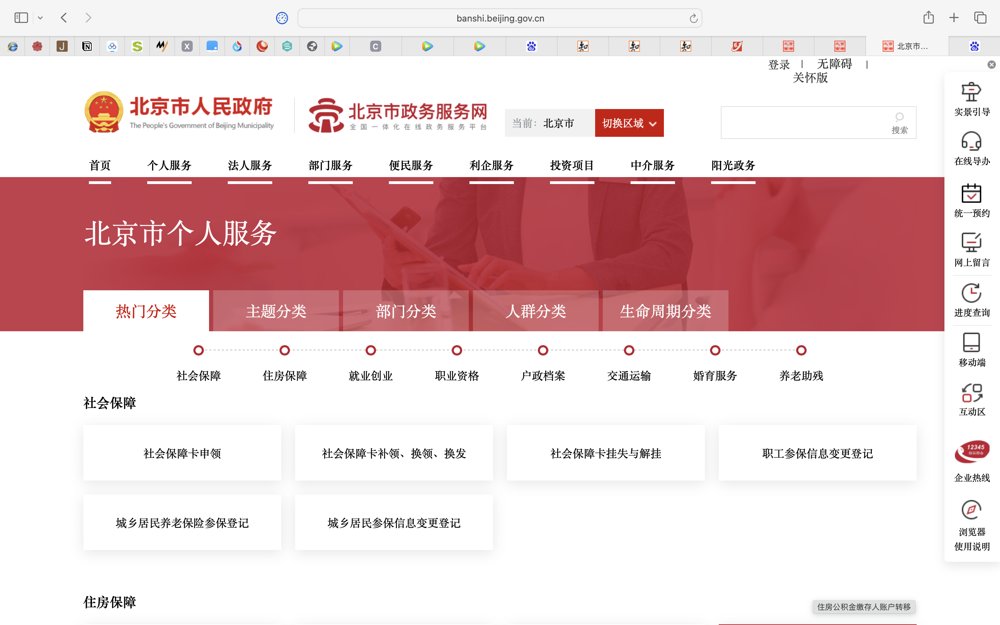 banshi.beijing.gov.cn
J
N
S
X
C
du
知
知
知
北京市...
du
登录 | 无障碍 |
关怀版
北京市人民政府
The People's Government of Beijing Municipality
北京市政务服务网
全国一体化在线政务服务平台
当前: 北京市
切换区域
搜索
首页 个人服务 法人服务 部门服务 便民服务 利企服务 投资项目 中介服务 阳光政务
北京市个人服务
热门分类 主题分类 部门分类 人群分类 生命周期分类
社会保障 住房保障 就业创业 职业资格 户政档案 交通运输 婚育服务 养老助残
社会保障
社会保障卡申领 社会保障卡补领、换领、换发 社会保障卡挂失与解挂 职工参保信息变更登记
城乡居民养老保险参保登记 城乡居民参保信息变更登记
住房保障
住房公积金缴存人账户转移
实景引导
在线导办
统一预约
网上留言
进度查询
移动端
互动区
12345
接诉即办
企业热线
浏览器
使用说明